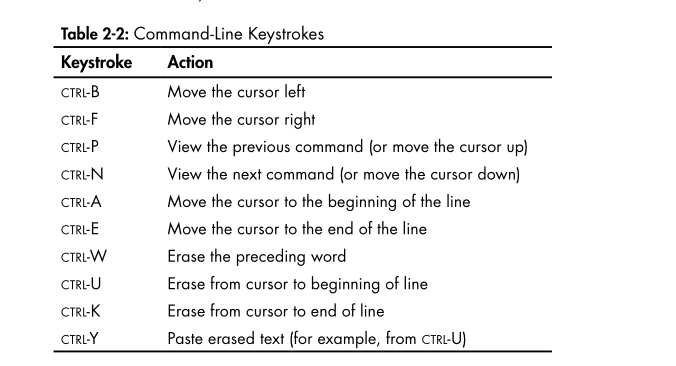 Table 2-2: Command-Line Keystrokes
Keystroke Action
CTRL-B Move the cursor left
CTRL-F Move the cursor right
CTRL-P View the previous command (or move the cursor up)
CTRL-N View the next command (or move the cursor down)
CTRL-A Move the cursor to the beginning of the line
CTRL-E Move the cursor to the end of the line
CTRL-W Erase the preceding word
CTRL-U Erase from cursor to beginning of line
CTRL-K Erase from cursor to end of line
CTRL-Y Paste erased text (for example, from CTRL-U)